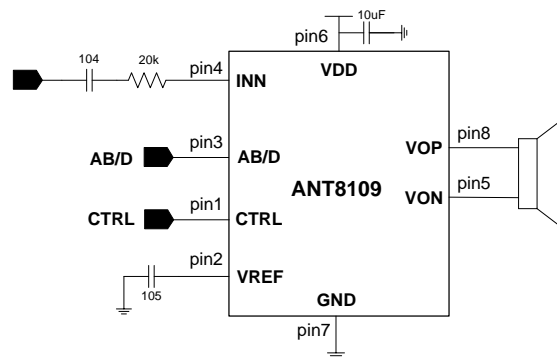 10uF
pin6
104
20k
pin4
VDD
INN
pin3
pin8
AB/D
AB/D
VOP
ANT8109
pin1
pin5
CTRL
CTRL
VON
pin2
VREF
105
GND
pin7